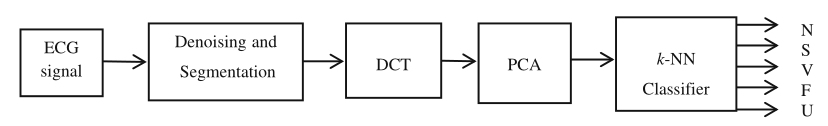 ECG
signal
Denoising and
Segmentation
DCT
PCA
k-NN
Classifier
N
S
V
F
U